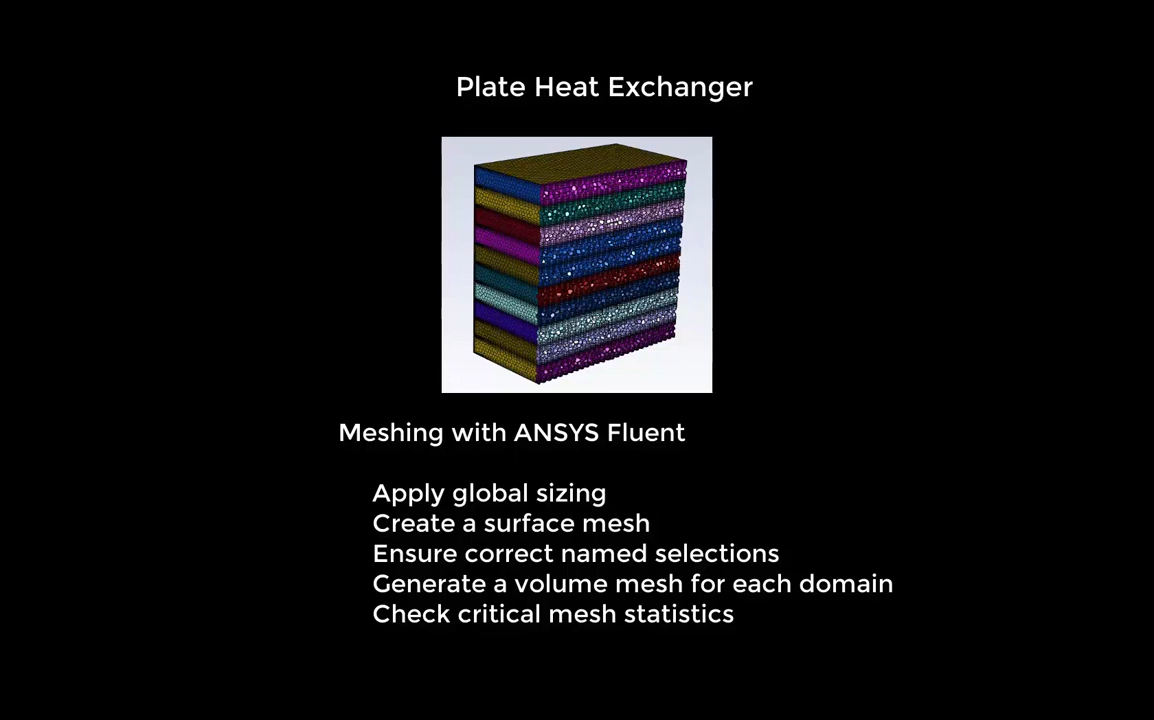 Plate Heat Exchanger
Meshing with ANSYS Fluent
Apply global sizing
Create a surface mesh
Ensure correct named selections
Generate a volume mesh for each domain
Check critical mesh statistics